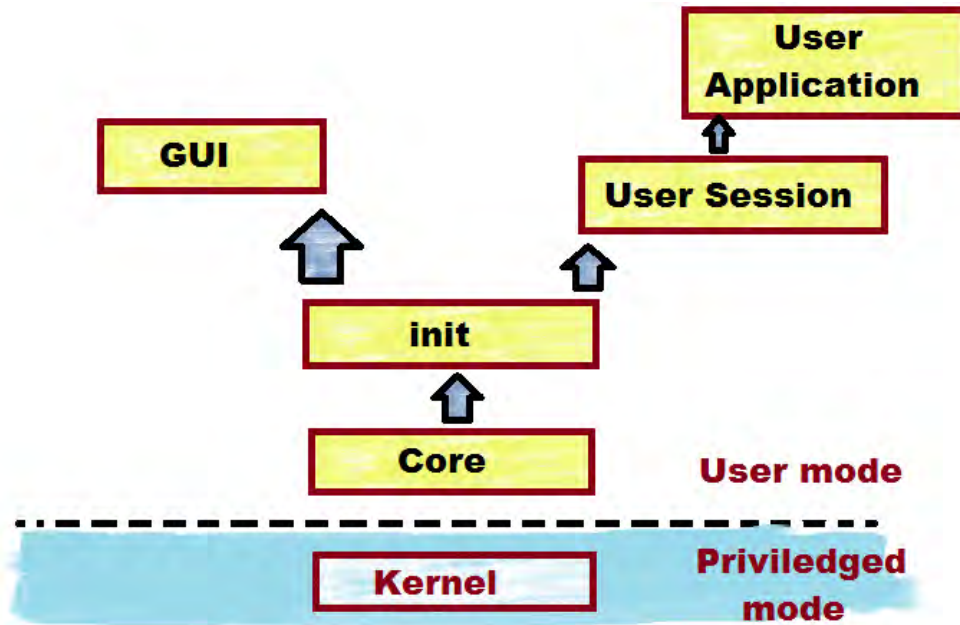 User
Application
GUI
User Session
init
Core
User mode
Kernel
Priviledged
mode